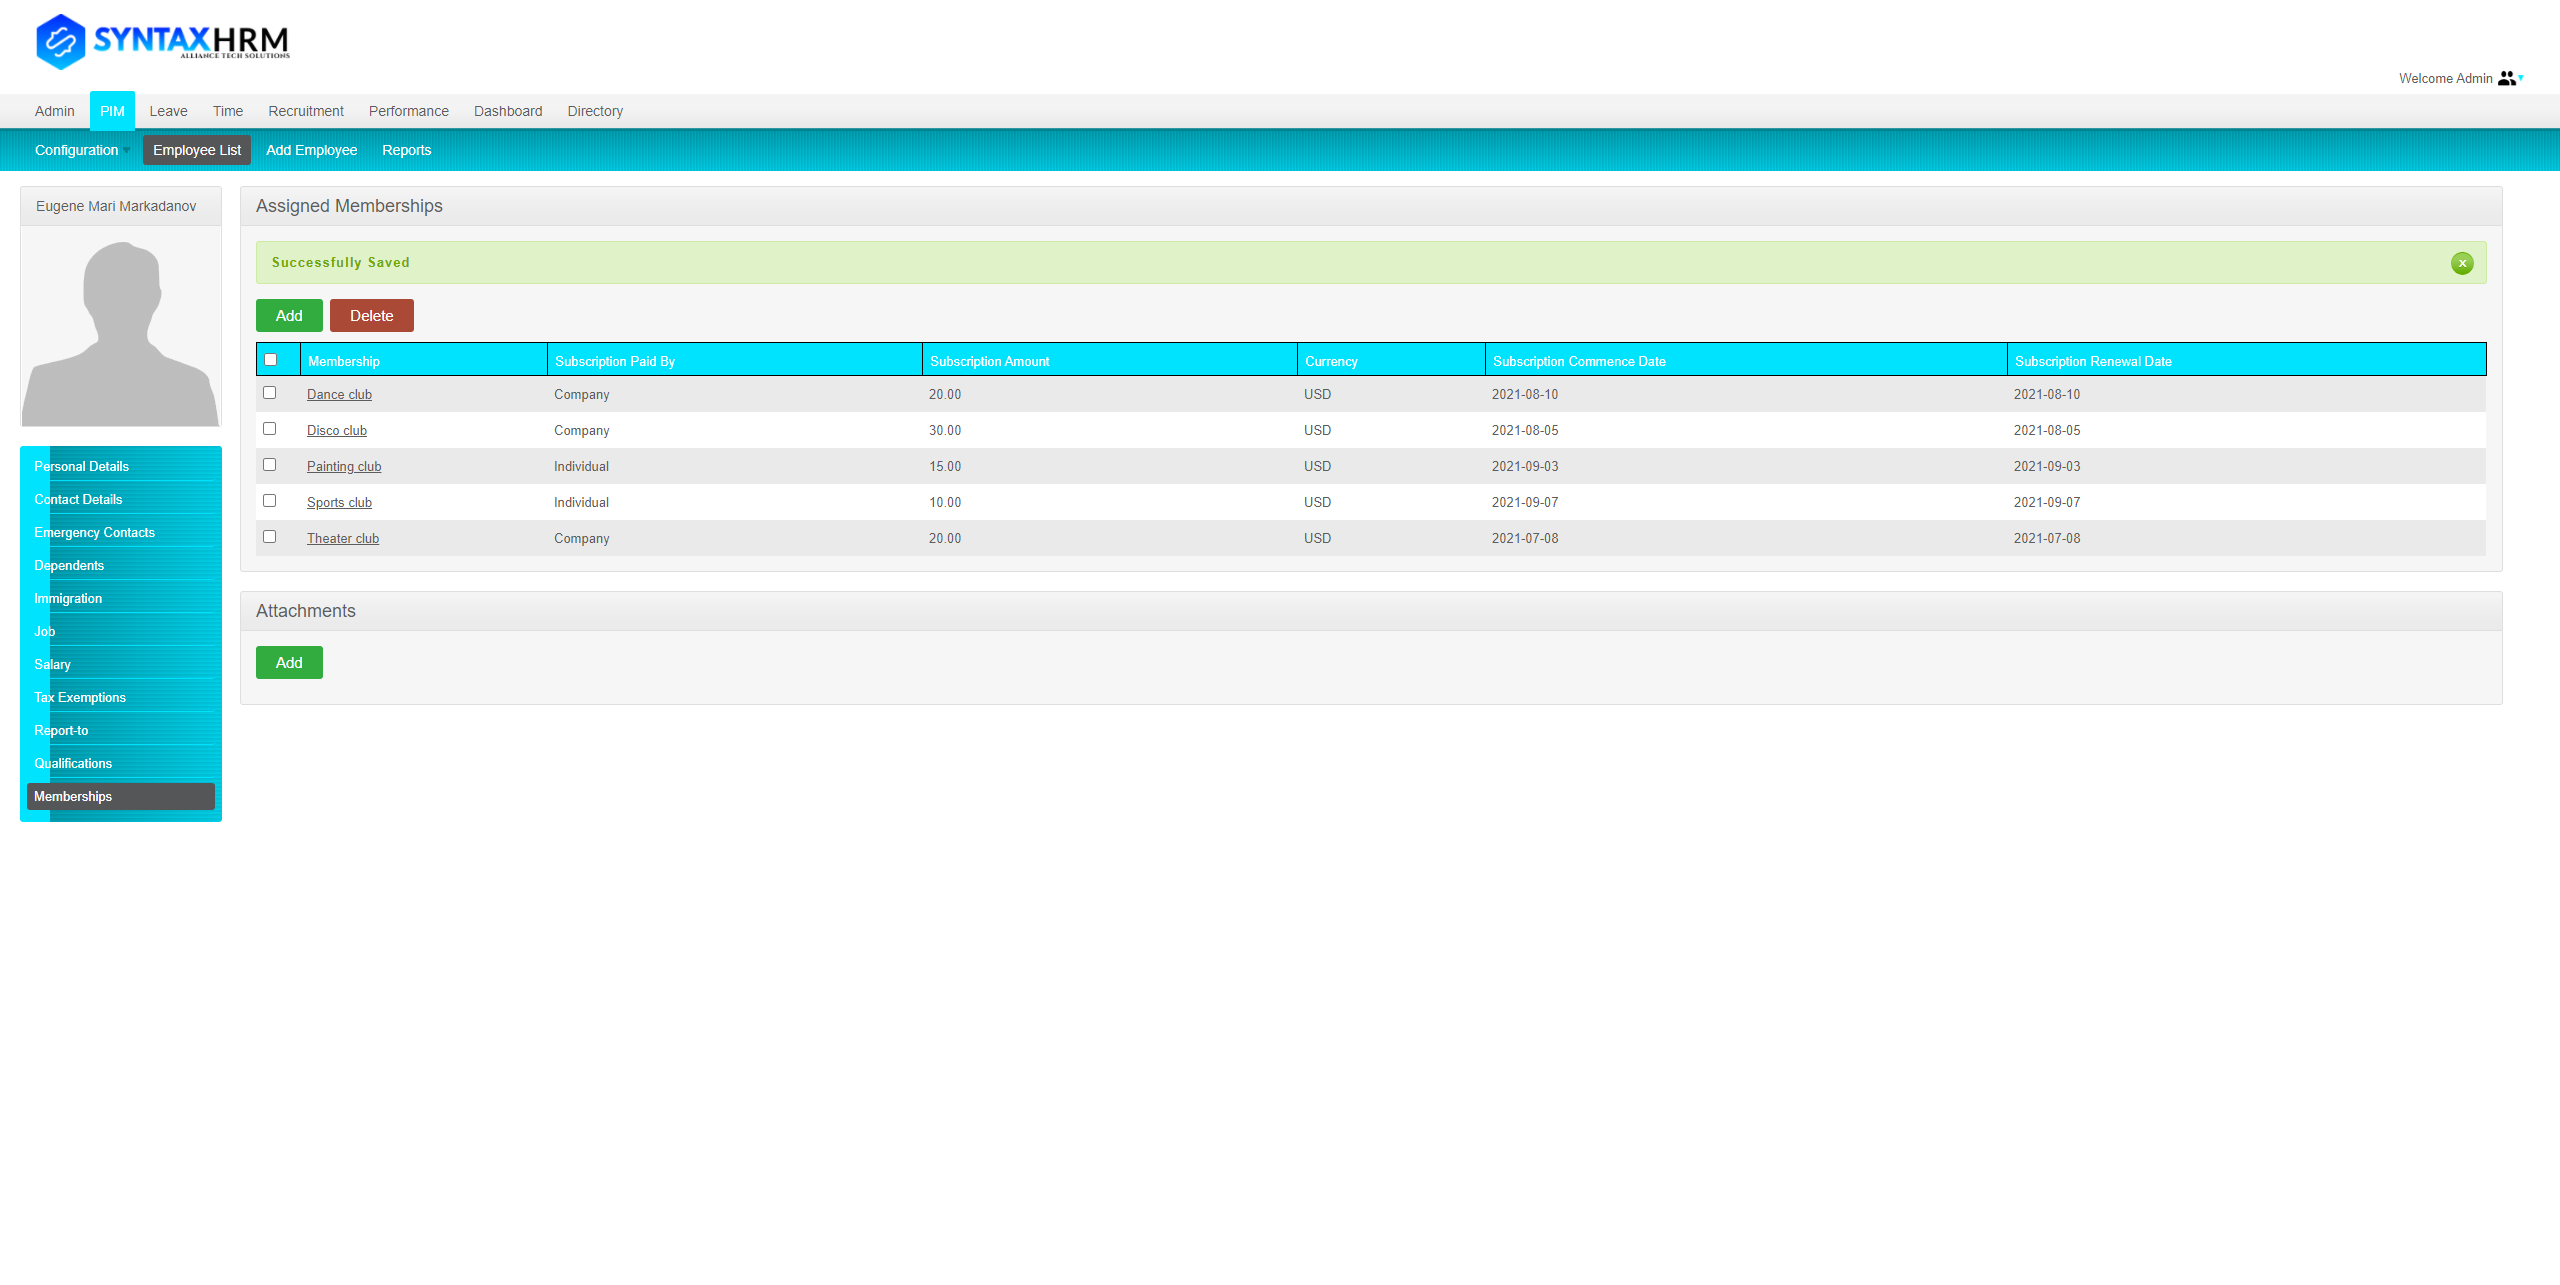 SYNTAXHRM
ALLIANCE TECH SOLUTIONS
Welcome Admin
Admin PIM Leave Time Recruitment Performance Dashboard Directory
Configuration Employee List Add Employee Reports
Eugene Mari Markadanov
Personal Details
Contact Details
Emergency Contacts
Dependents
Immigration
Job
Salary
Tax Exemptions
Report-to
Qualifications
Memberships
Assigned Memberships
Successfully Saved x
Add Delete
Membership Subscription Paid By Subscription Amount Currency Subscription Commence Date Subscription Renewal Date
Dance club Company 20.00 USD 2021-08-10 2021-08-10
Disco club Company 30.00 USD 2021-08-05 2021-08-05
Painting club Individual 15.00 USD 2021-09-03 2021-09-03
Sports club Individual 10.00 USD 2021-09-07 2021-09-07
Theater club Company 20.00 USD 2021-07-08 2021-07-08
Attachments
Add